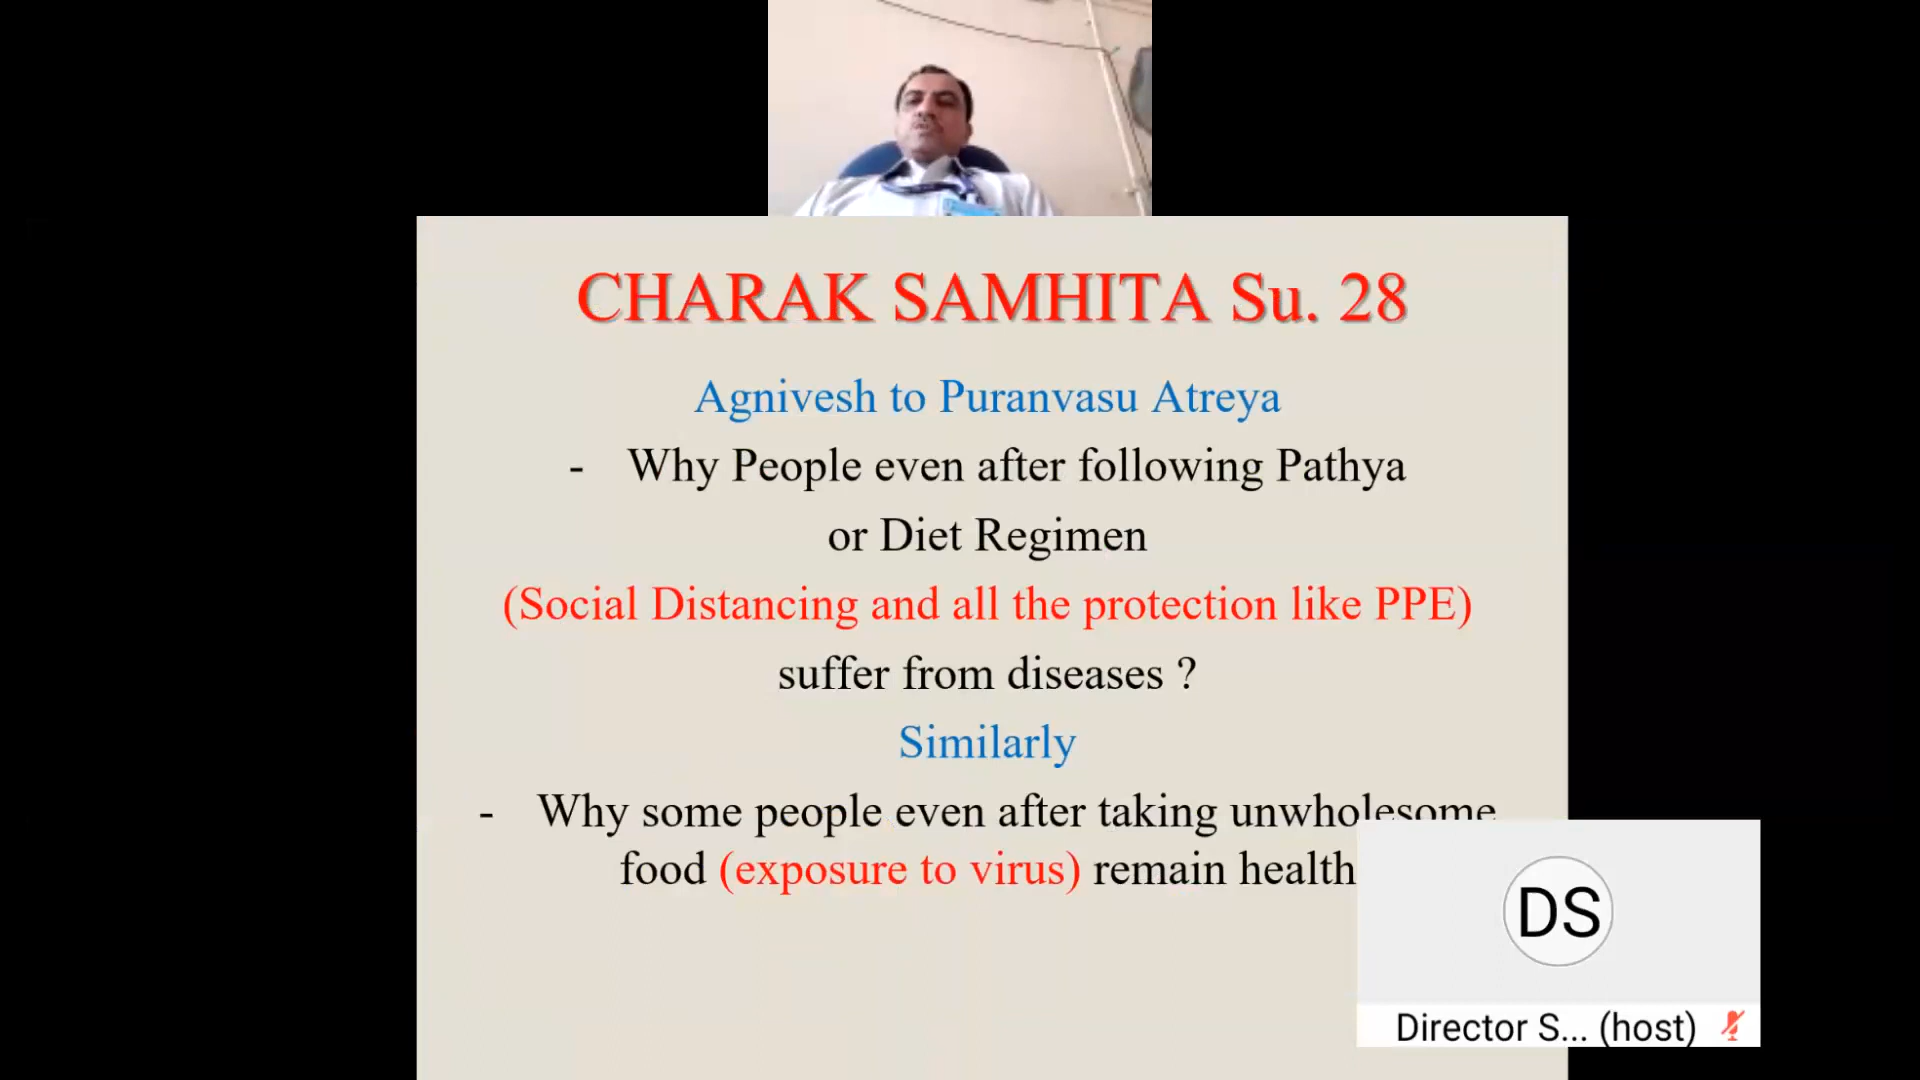 CHARAK SAMHITA Su. 28
Agnivesh to Puranvasu Atreya
- Why People even after following Pathya
or Diet Regimen
(Social Distancing and all the protection like PPE)
suffer from diseases ?
Similarly
- Why some people even after taking unwholesome
food (exposure to virus) remain health
DS
Director S... (host)